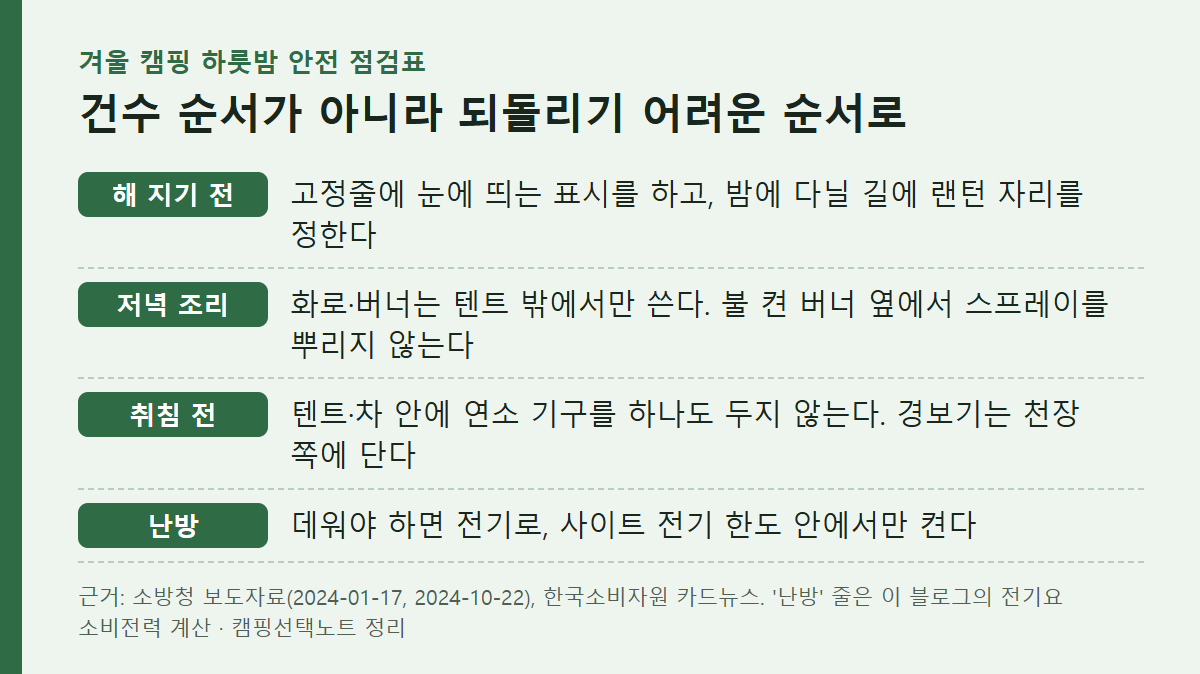 겨울 캠핑 하룻밤 안전 점검표
건수 순서가 아니라 되돌리기 어려운 순서로
해 지기 전
고정줄에 눈에 띄는 표시를 하고, 밤에 다닐 길에 랜턴 자리를
정한다
저녁 조리
화로·버너는 텐트 밖에서만 쓴다. 불 켠 버너 옆에서 스프레이를
뿌리지 않는다
취침 전
텐트·차 안에 연소 기구를 하나도 두지 않는다. 경보기는 천장
쪽에 단다
난방
데워야 하면 전기로, 사이트 전기 한도 안에서만 켠다
근거: 소방청 보도자료(2024-01-17, 2024-10-22), 한국소비자원 카드뉴스. '난방' 줄은 이 블로그의 전기요
소비전력 계산 · 캠핑선택노트 정리